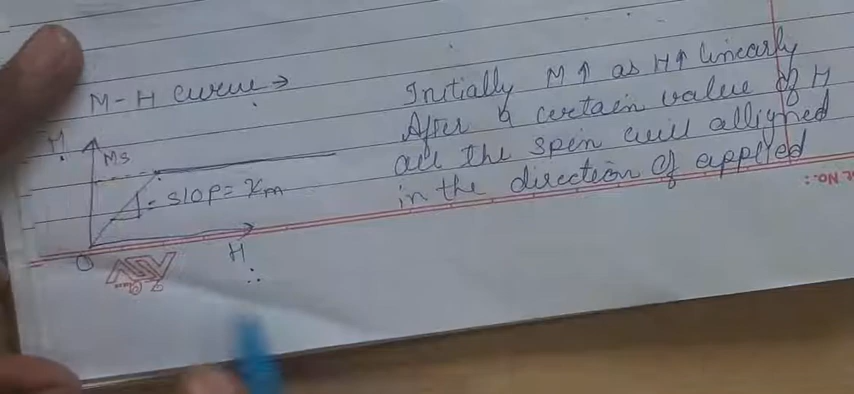 M-H curve →
Initially M↑ as H↑ linearly
After a certain value of H
all the spin will alligned
in the direction of applied
M
Ms
slop = χm
O
H